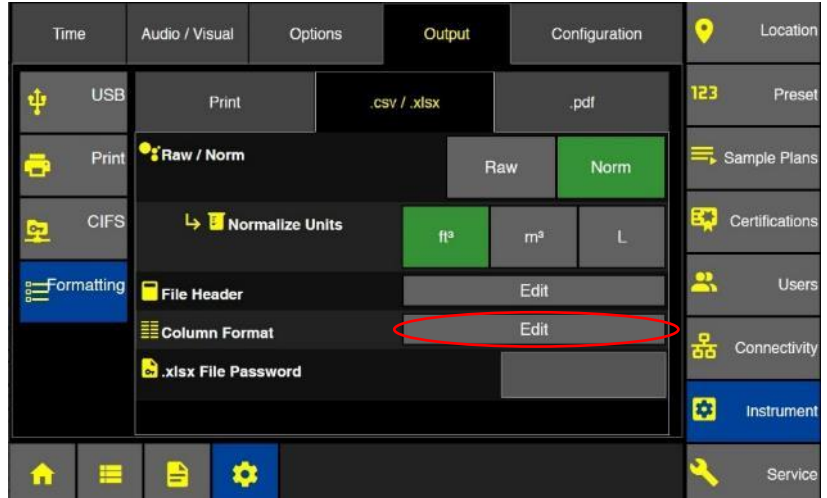 Time Audio / Visual Options Output Configuration
Location
USB
Print .csv / .xlsx .pdf
123 Preset
Raw / Norm Raw Norm
Print
Sample Plans
CIFS
Normalize Units ft³ m³ L
Certifications
Formatting
File Header Edit
Users
Column Format Edit
Connectivity
.xlsx File Password
Instrument
Service